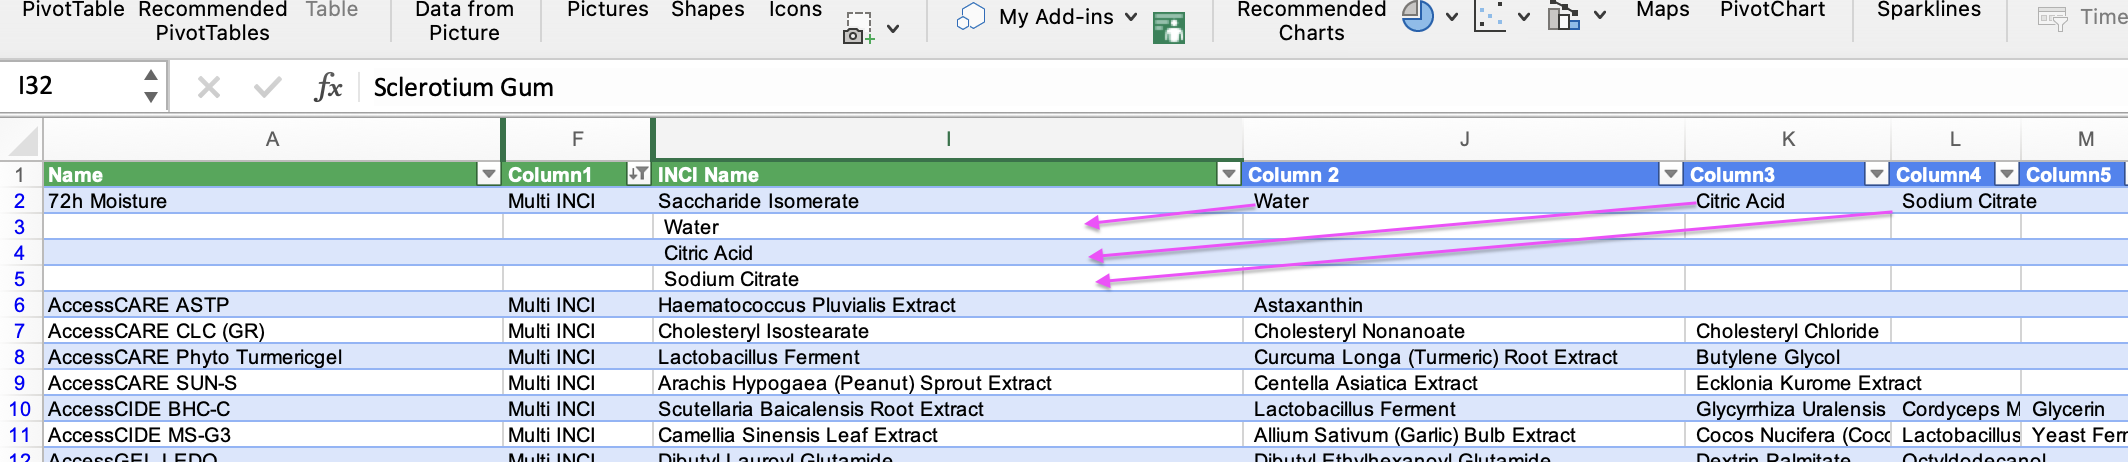 PivotTable Recommended PivotTables Table Data from Picture Pictures Shapes Icons My Add-ins Recommended Charts Maps PivotChart Sparklines Time
I32 fx Sclerotium Gum
A F I J K L M
1 Name Column1 INCI Name Column 2 Column3 Column4 Column5
2 72h Moisture Multi INCI Saccharide Isomerate Water Citric Acid Sodium Citrate
3 Water
4 Citric Acid
5 Sodium Citrate
6 AccessCARE ASTP Multi INCI Haematococcus Pluvialis Extract Astaxanthin
7 AccessCARE CLC (GR) Multi INCI Cholesteryl Isostearate Cholesteryl Nonanoate Cholesteryl Chloride
8 AccessCARE Phyto Turmericgel Multi INCI Lactobacillus Ferment Curcuma Longa (Turmeric) Root Extract Butylene Glycol
9 AccessCARE SUN-S Multi INCI Arachis Hypogaea (Peanut) Sprout Extract Centella Asiatica Extract Ecklonia Kurome Extract
10 AccessCIDE BHC-C Multi INCI Scutellaria Baicalensis Root Extract Lactobacillus Ferment Glycyrrhiza Uralensis Cordyceps M Glycerin
11 AccessCIDE MS-G3 Multi INCI Camellia Sinensis Leaf Extract Allium Sativum (Garlic) Bulb Extract Cocos Nucifera (Coco Lactobacillus Yeast Fer
12 AccessGEL LEDO Multi INCI Dibutyl Lauroyl Glutamide Dibutyl Ethylhexanoyl Glutamide Dextrin Palmitate Octyldodecanol